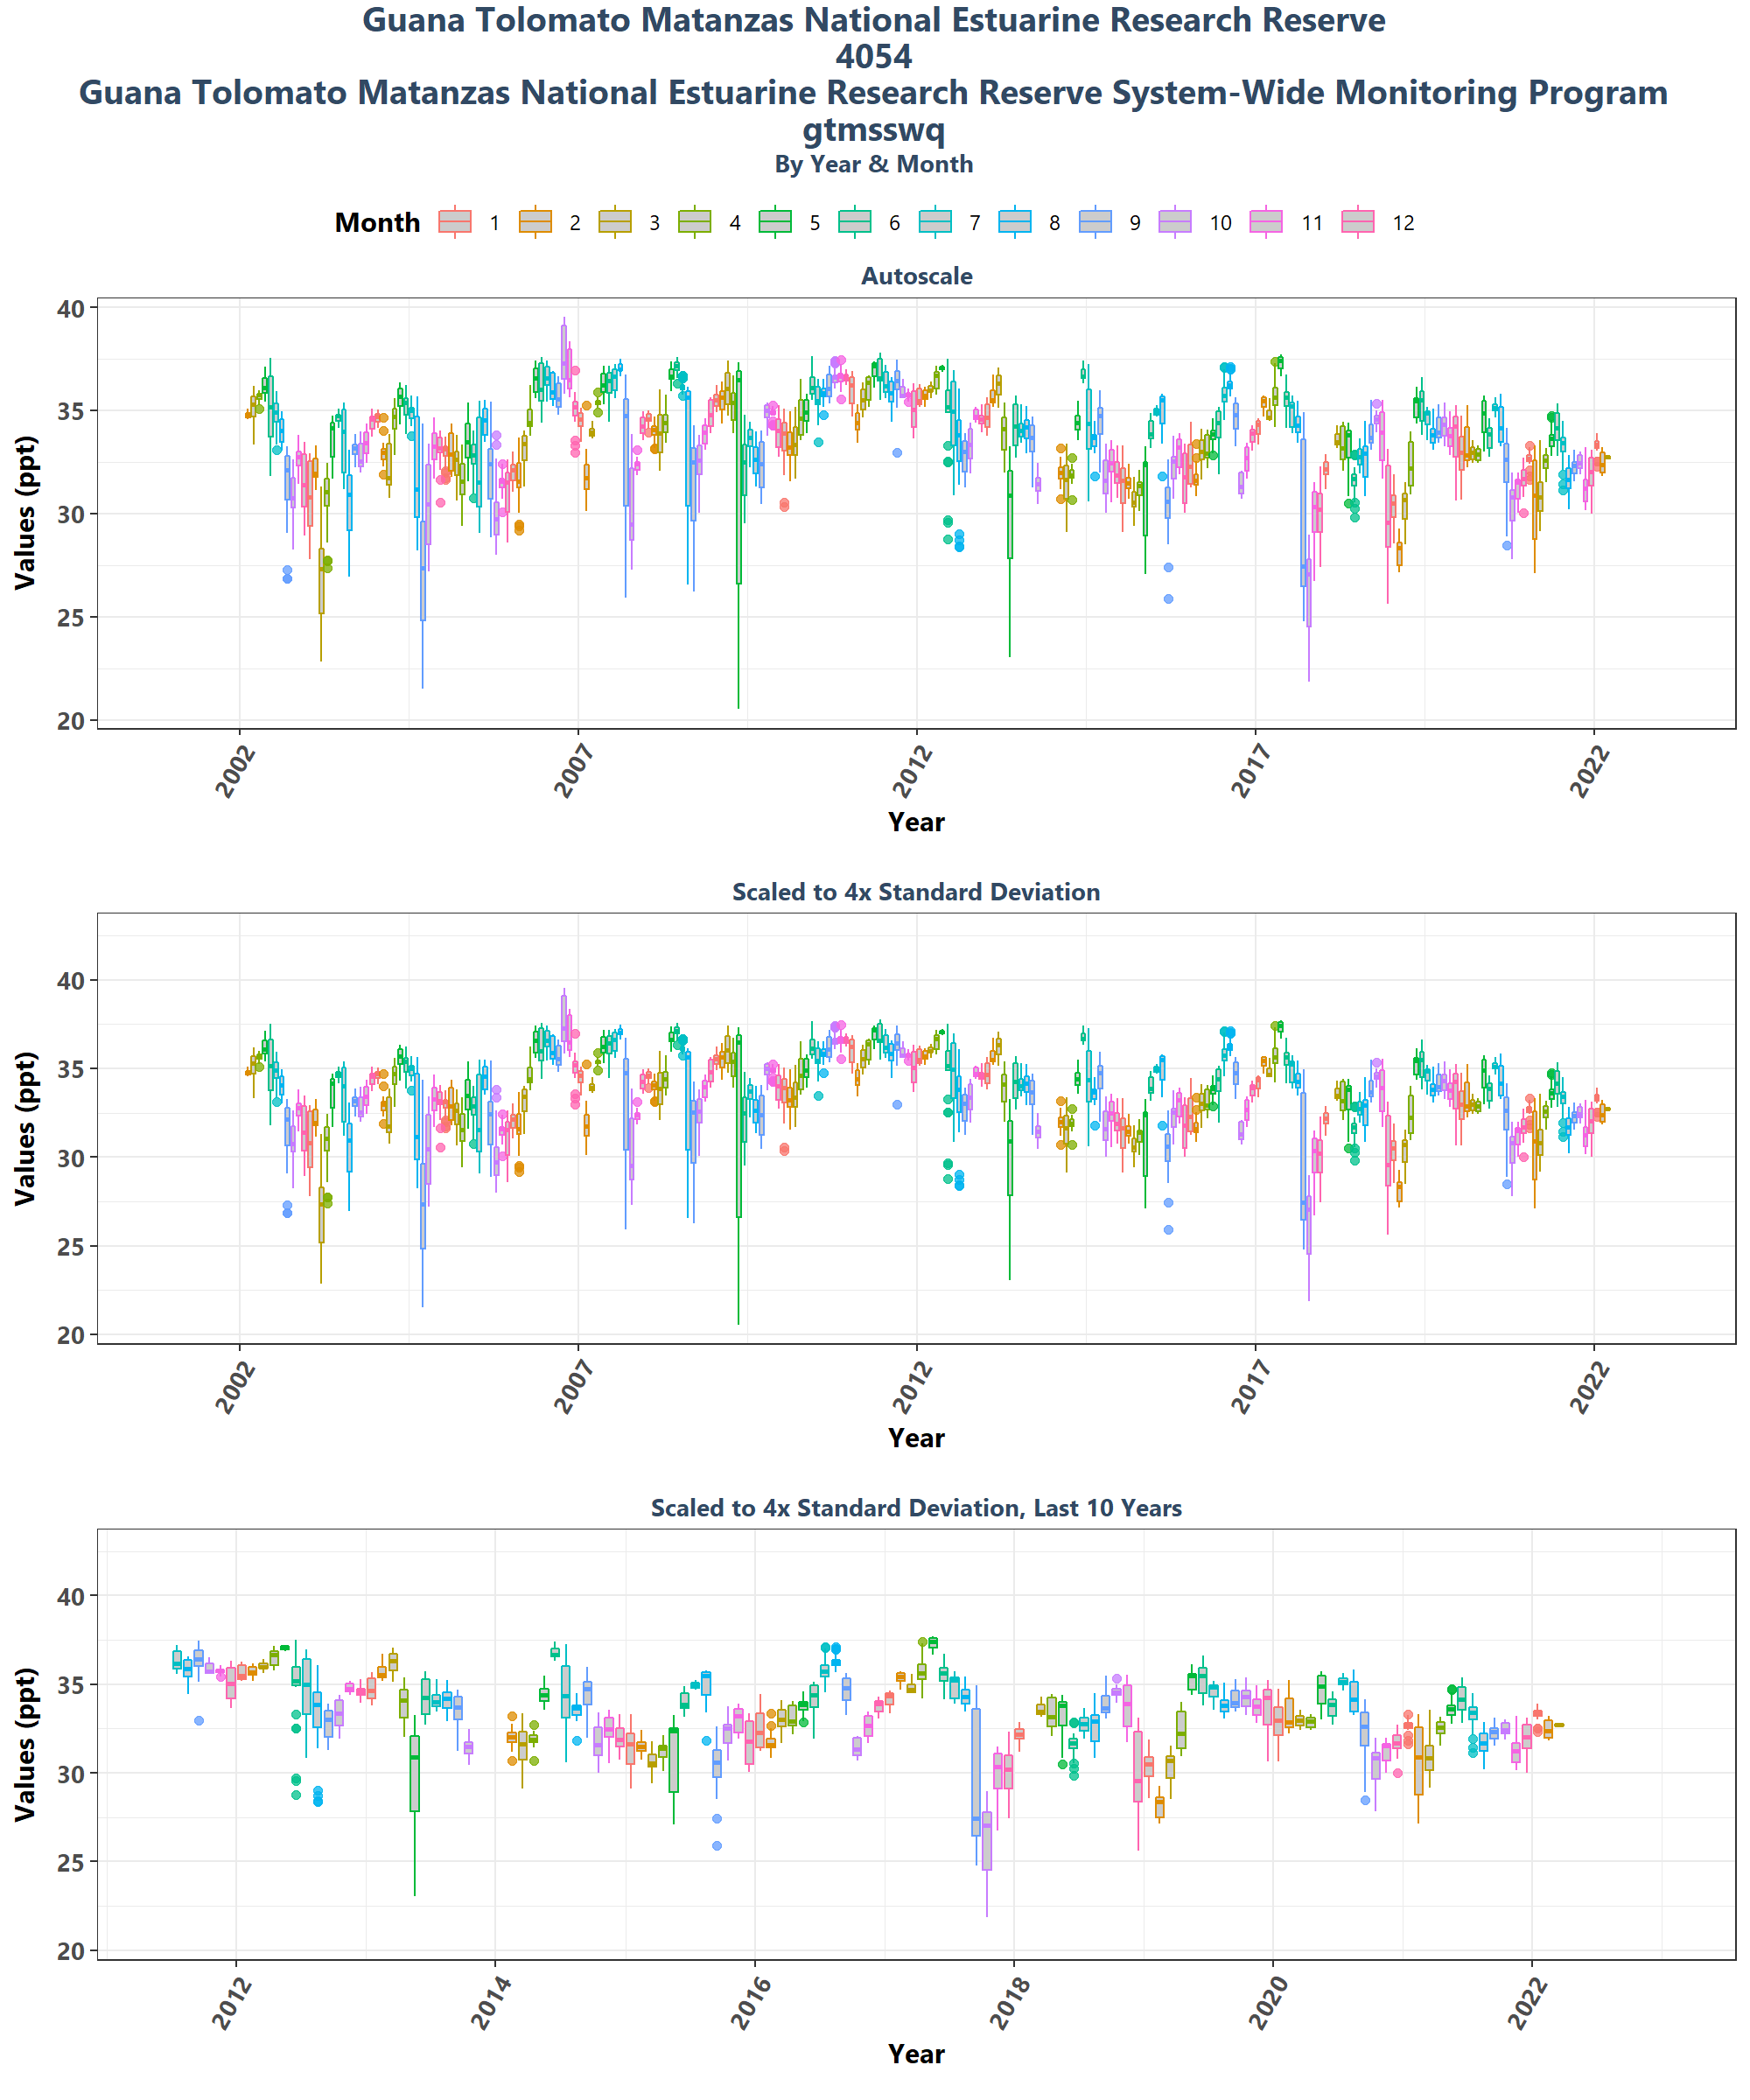 Guana Tolomato Matanzas National Estuarine Research Reserve
4054
Guana Tolomato Matanzas National Estuarine Research Reserve System-Wide Monitoring Program
gtmsswq
By Year & Month
Month 1 2 3 4 5 6 7 8 9 10 11 12
Autoscale
Values (ppt)
40
35
30
25
20
2002 2007 2012 2017 2022
Year
Scaled to 4x Standard Deviation
Values (ppt)
40
35
30
25
20
2002 2007 2012 2017 2022
Year
Scaled to 4x Standard Deviation, Last 10 Years
Values (ppt)
40
35
30
25
20
2012 2014 2016 2018 2020 2022
Year